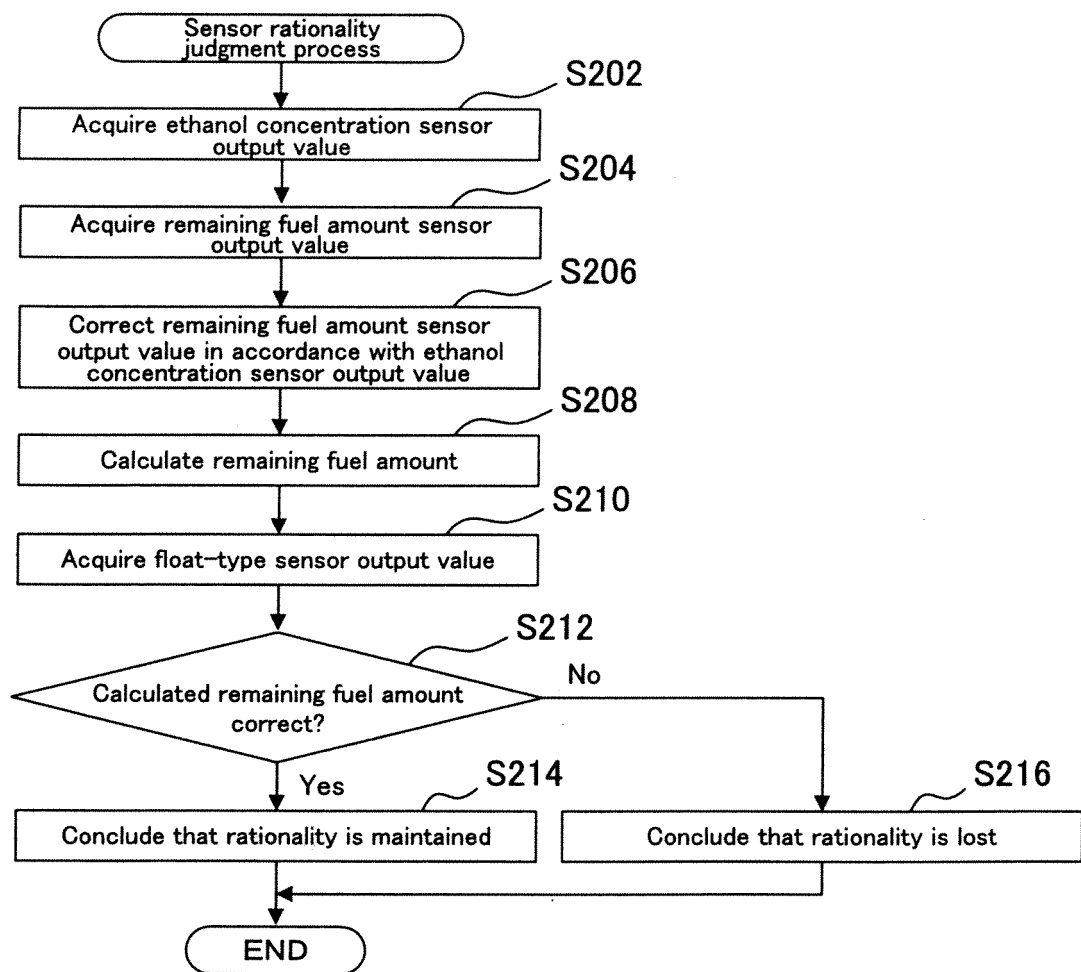 Sensor rationality
judgment process
S202
Acquire ethanol concentration sensor
output value
S204
Acquire remaining fuel amount sensor
output value
S206
Correct remaining fuel amount sensor
output value in accordance with ethanol
concentration sensor output value
S208
Calculate remaining fuel amount
S210
Acquire float-type sensor output value
S212
Calculated remaining fuel amount
correct?
No
Yes
S214
Conclude that rationality is maintained
S216
Conclude that rationality is lost
END